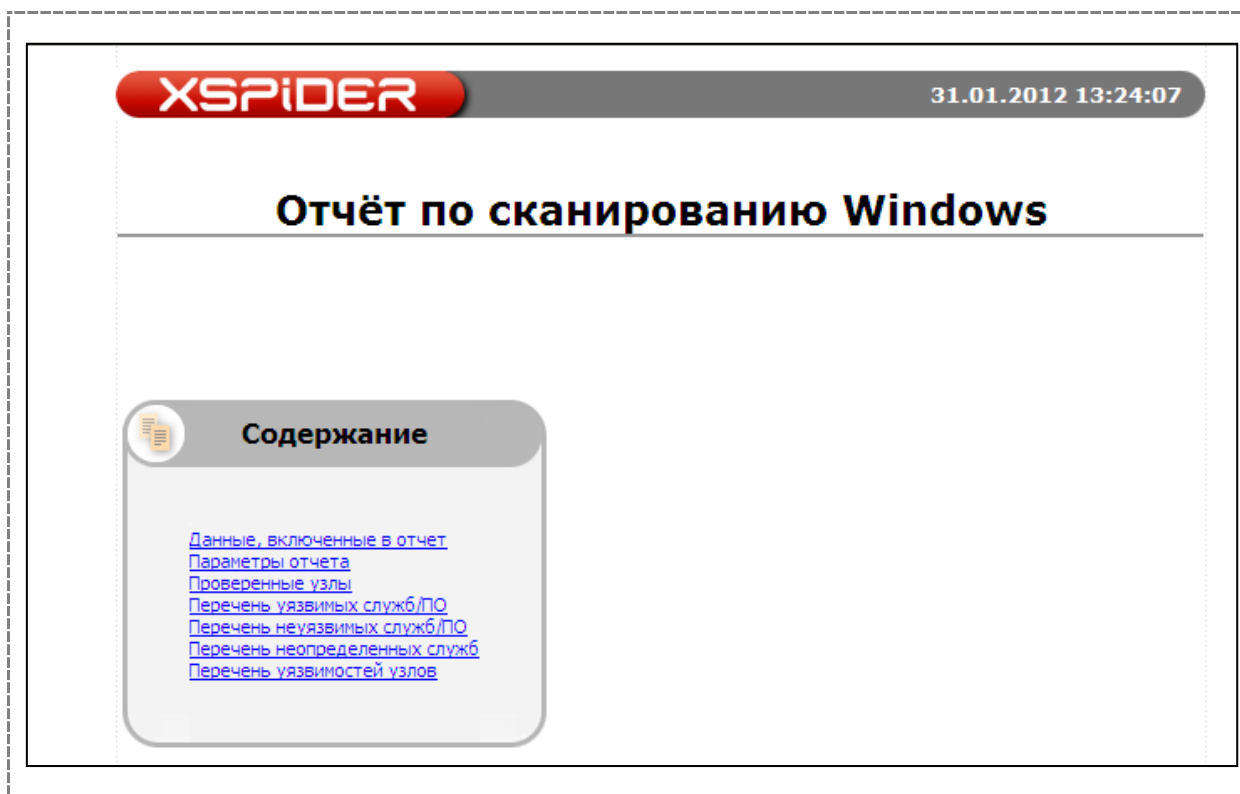 XSPiDER
31.01.2012 13:24:07
Отчёт по сканированию Windows
Содержание
Данные, включенные в отчет
Параметры отчета
Проверенные узлы
Перечень уязвимых служб/ПО
Перечень неуязвимых служб/ПО
Перечень неопределенных служб
Перечень уязвимостей узлов